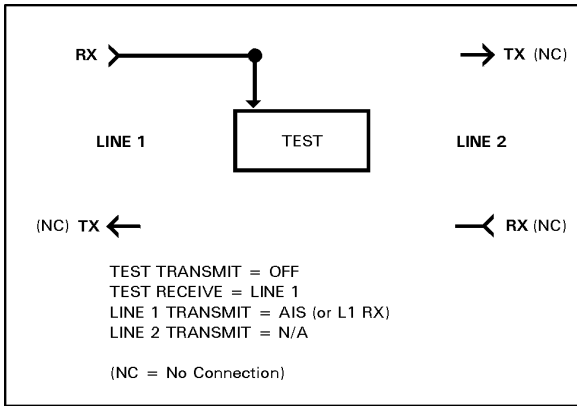 RX TX (NC)
LINE 1 TEST LINE 2
(NC) TX RX (NC)
TEST TRANSMIT = OFF
TEST RECEIVE = LINE 1
LINE 1 TRANSMIT = AIS (or L1 RX)
LINE 2 TRANSMIT = N/A
(NC = No Connection)